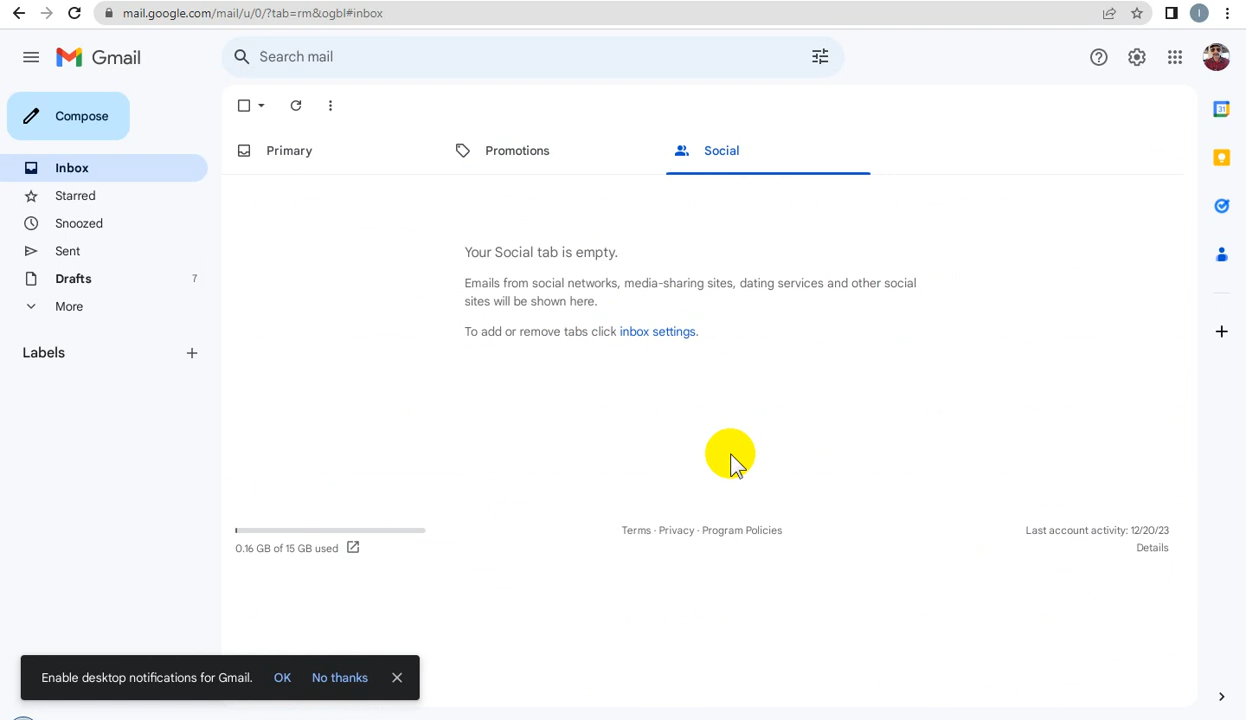 mail.google.com/mail/u/0/?tab=rm&ogbl#inbox
I
Gmail
Search mail
Compose
Inbox
Starred
Snoozed
Sent
Drafts 7
More
Labels
Primary
Promotions
Social
31
Your Social tab is empty.
Emails from social networks, media-sharing sites, dating services and other social
sites will be shown here.
To add or remove tabs click inbox settings.
0.16 GB of 15 GB used
Terms · Privacy · Program Policies
Last account activity: 12/20/23
Details
Enable desktop notifications for Gmail. OK No thanks